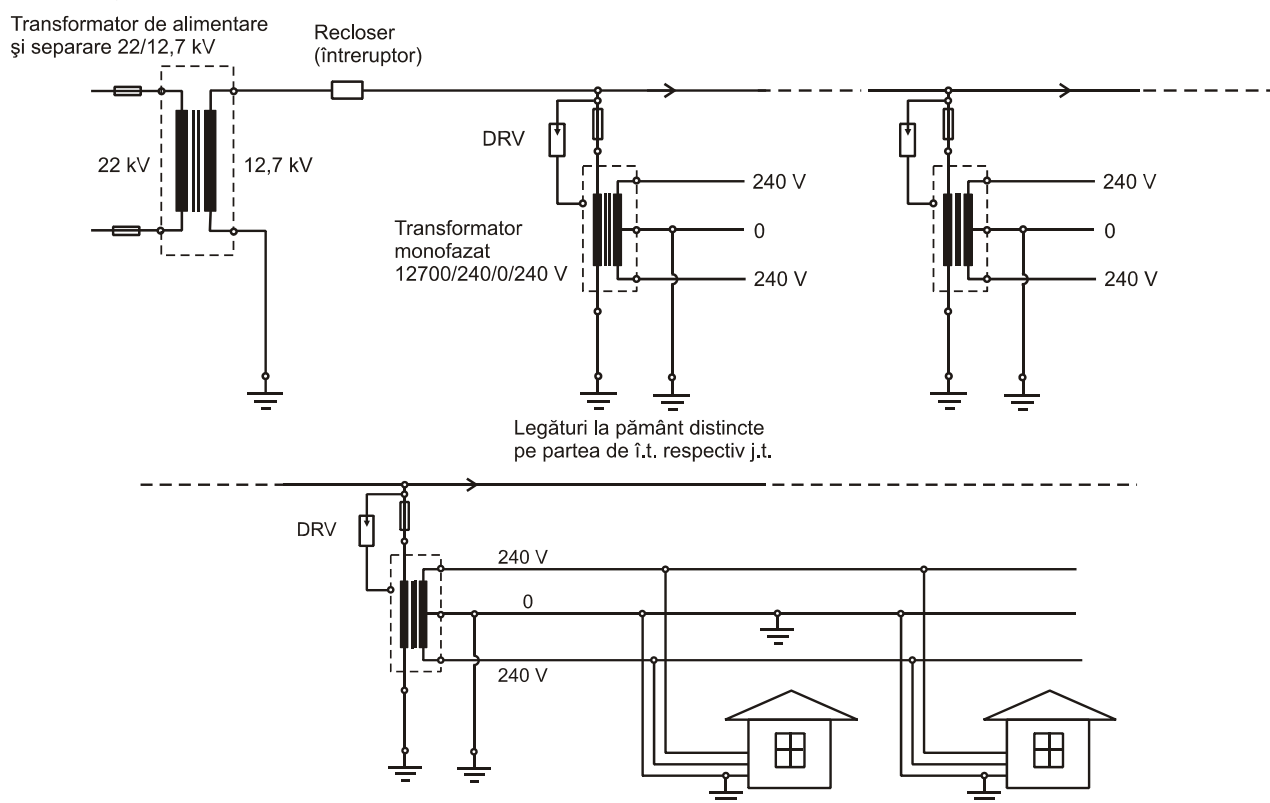 Transformator de alimentare
şi separare 22/12,7 kV
Recloser
(întreruptor)
22 kV
12,7 kV
DRV
Transformator
monofazat
12700/240/0/240 V
240 V
0
240 V
DRV
240 V
0
240 V
Legături la pământ distincte
pe partea de î.t. respectiv j.t.
DRV
240 V
0
240 V